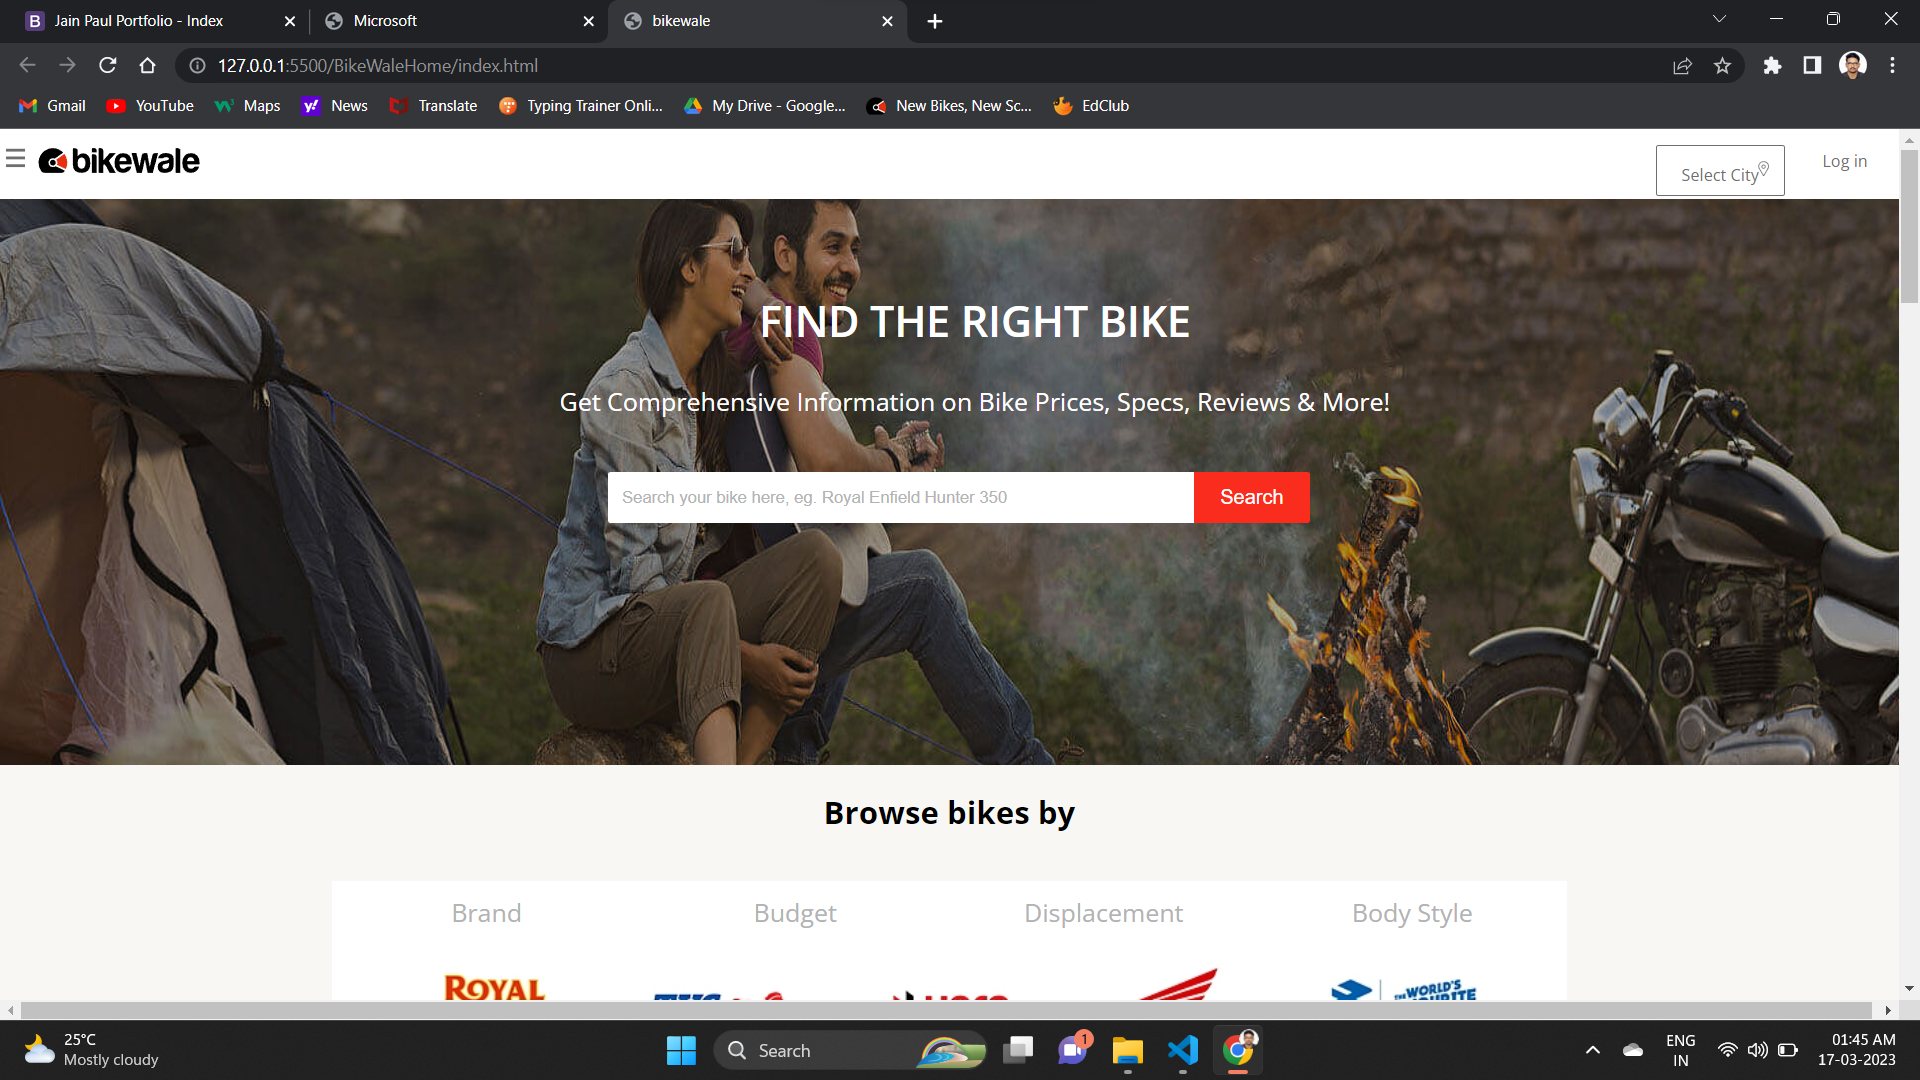 Jain Paul Portfolio - Index
Microsoft
bikewale
127.0.0.1:5500/BikeWaleHome/index.html
Gmail
YouTube
Maps
News
Translate
Typing Trainer Onli...
My Drive - Google...
New Bikes, New Sc...
EdClub
bikewale
Select City
Log in
FIND THE RIGHT BIKE
Get Comprehensive Information on Bike Prices, Specs, Reviews & More!
Search your bike here, eg. Royal Enfield Hunter 350
Search
Browse bikes by
Brand
Budget
Displacement
Body Style
ROYAL
THE WORLD'S
25°C
Mostly cloudy
Search
1
ENG
IN
01:45 AM
17-03-2023